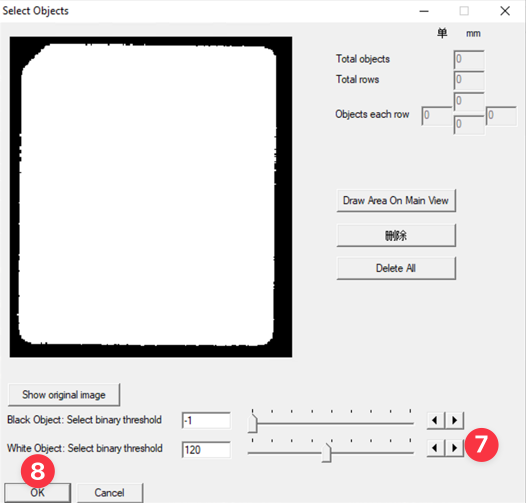 Select Objects
单 mm
Total objects 0
Total rows 0
0
Objects each row 0 0
0
Draw Area On Main View
删除
Delete All
Show original image
Black Object: Select binary threshold -1
White Object: Select binary threshold 120
7
8
OK Cancel